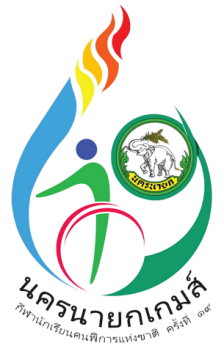 นครนายก
นครนายกเกมส์
กีฬานักเรียนคนพิการแห่งชาติ ครั้งที่ ๑๙